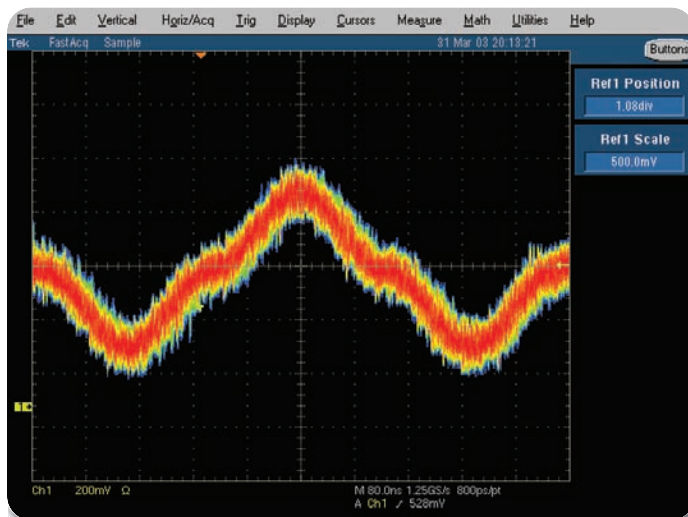 File Edit Vertical Horiz/Acq Trig Display Cursors Measure Math Utilities Help
Tek FastAcq Sample 31 Mar 03 20:13:21
Buttons
Ref1 Position
1.08div
Ref1 Scale
500.0mV
1
Ch1 200mV Ω M 80.0ns 1.25GS/s 800ps/pt
A Ch1 ∕ 528mV